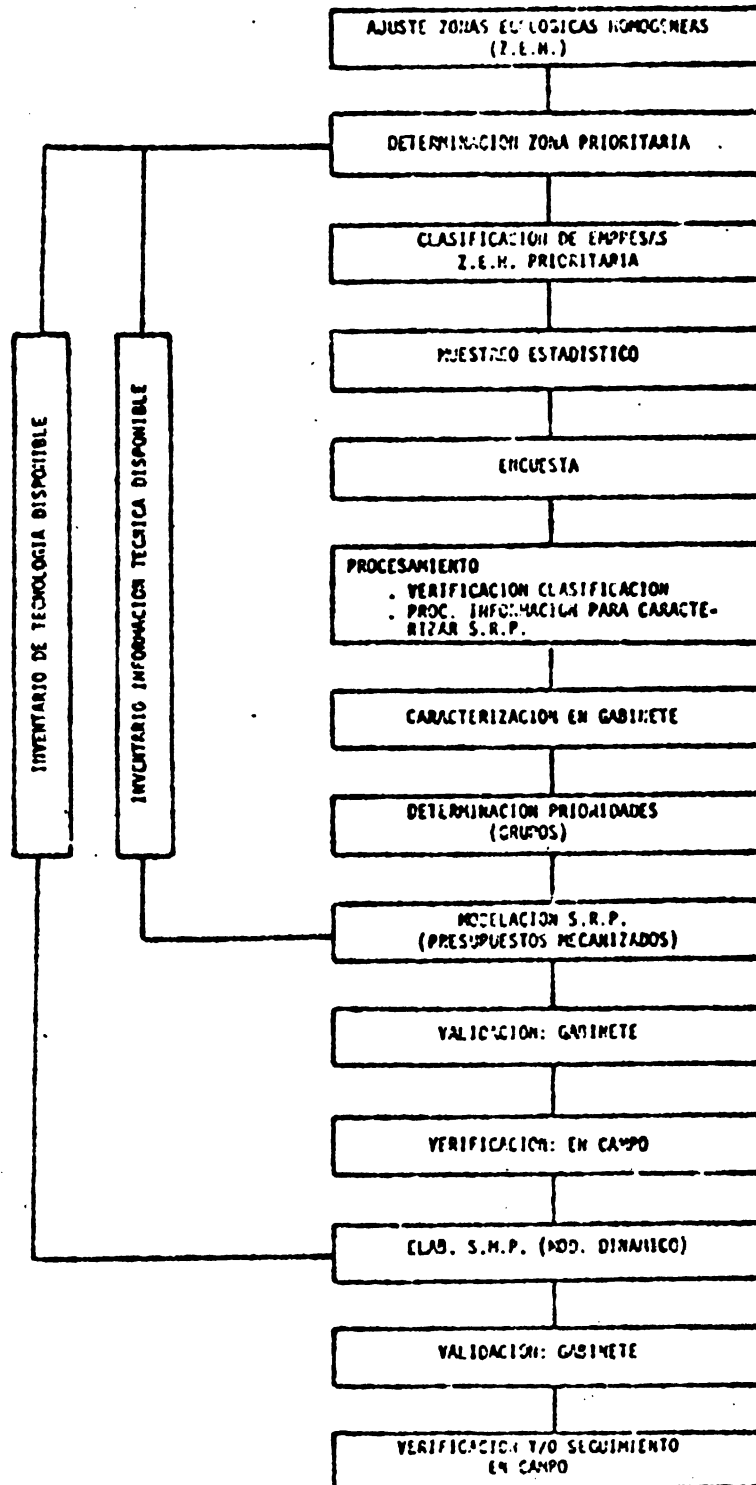 AJUSTE ZONAS ECOLOGICAS HOMOGENEAS
(Z.E.H.)
DETERMINACION ZONA PRIORITARIA
CLASIFICACION DE EMPRESAS
Z.E.H. PRIORITARIA
MUESTREO ESTADISTICO
ENCUESTA
PROCESAMIENTO
. VERIFICACION CLASIFICACION
. PROC. INFORMACION PARA CARACTE-
RIZAR S.R.P.
CARACTERIZACION EN GABINETE
DETERMINACION PRIORIDADES
(GRUPOS)
MODELACION S.R.P.
(PRESUPUESTOS MECANIZADOS)
VALIDACION: GABINETE
VERIFICACION: EN CAMPO
ELAB. S.M.P. (MOD. DINAMICO)
VALIDACION: GABINETE
VERIFICACION Y/O SEGUIMIENTO
EN CAMPO
INVENTARIO DE TECNOLOGIA DISPONIBLE
INVENTARIO INFORMACION TECNICA DISPONIBLE